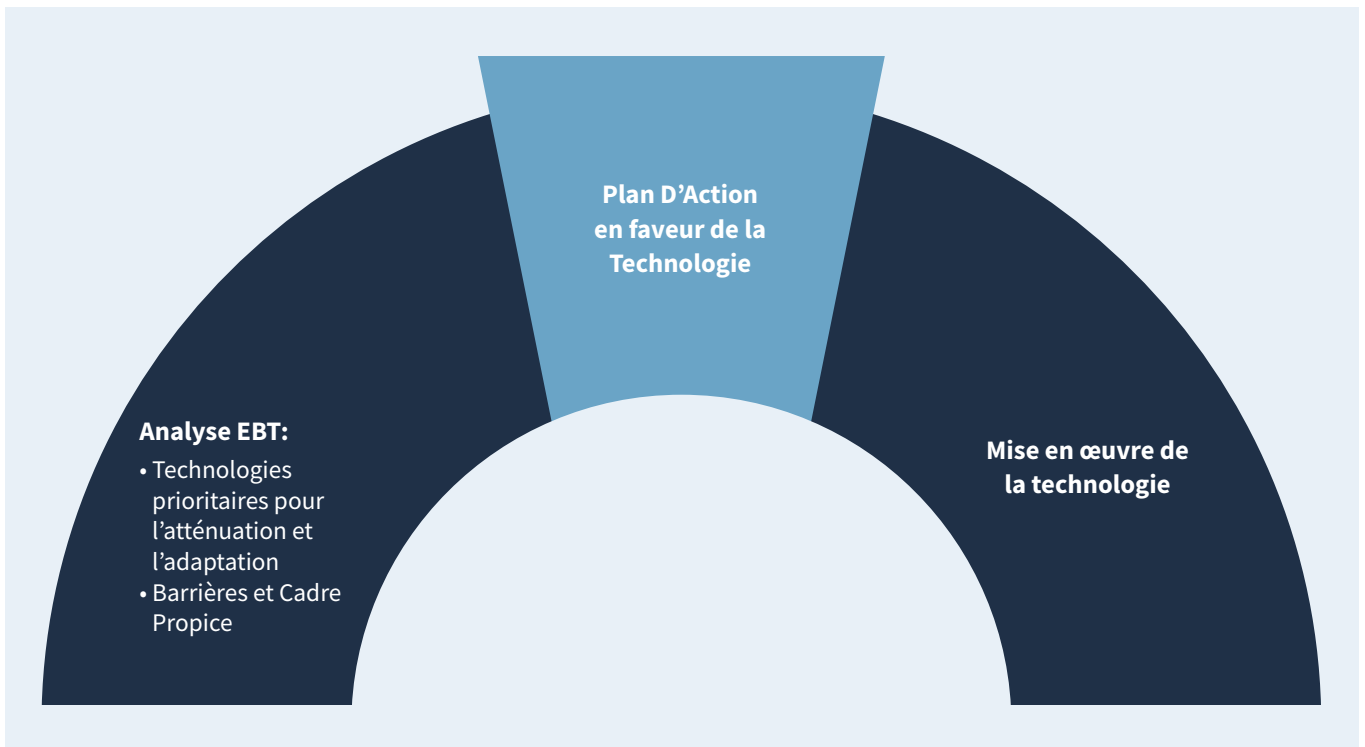 Plan D’Action
en faveur de la
Technologie
Analyse EBT:
• Technologies
prioritaires pour
l’atténuation et
l’adaptation
• Barrières et Cadre
Propice
Mise en œuvre de
la technologie